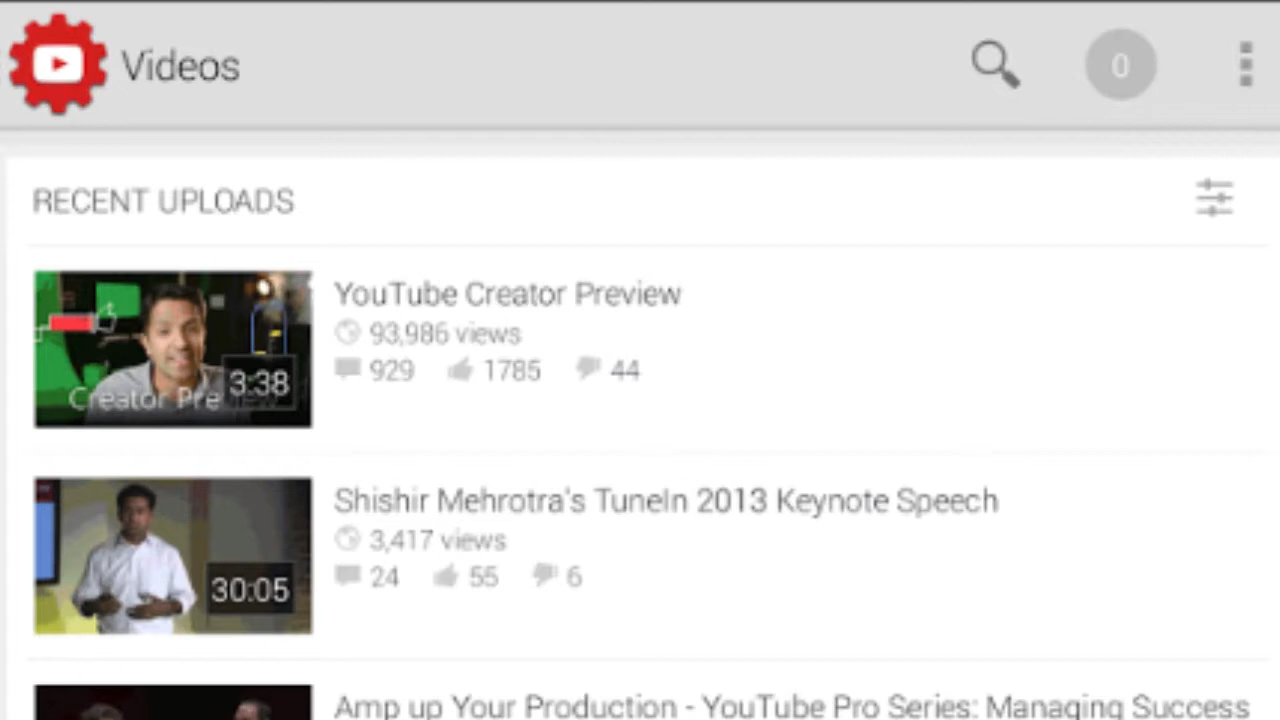 Videos
0
RECENT UPLOADS
YouTube Creator Preview
93,986 views
929 1785 44
Creator Pre
3:38
Shishir Mehrotra's TuneIn 2013 Keynote Speech
3,417 views
24 55 6
30:05
Amp up Your Production - YouTube Pro Series: Managing Success